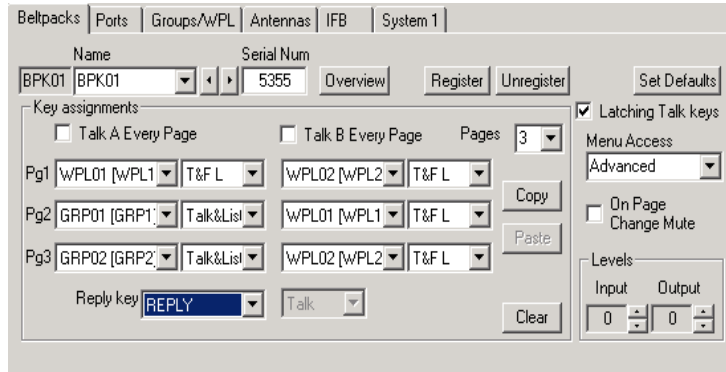 Beltpacks Ports Groups/WPL Antennas IFB System 1
Name Serial Num
BPK01 BPK01 5355 Overview Register Unregister Set Defaults
Key assignments Latching Talk keys
Talk A Every Page Talk B Every Page Pages 3 Menu Access
Pg1 WPL01 [WPL1 T&F L WPL02 [WPL2 T&F L Advanced
Copy
Pg2 GRP01 [GRP1] Talk&List WPL01 [WPL1 T&F L On Page
Change Mute
Paste
Pg3 GRP02 [GRP2] Talk&List WPL02 [WPL2 T&F L Levels
Reply key REPLY Talk Input Output
Clear 0 0